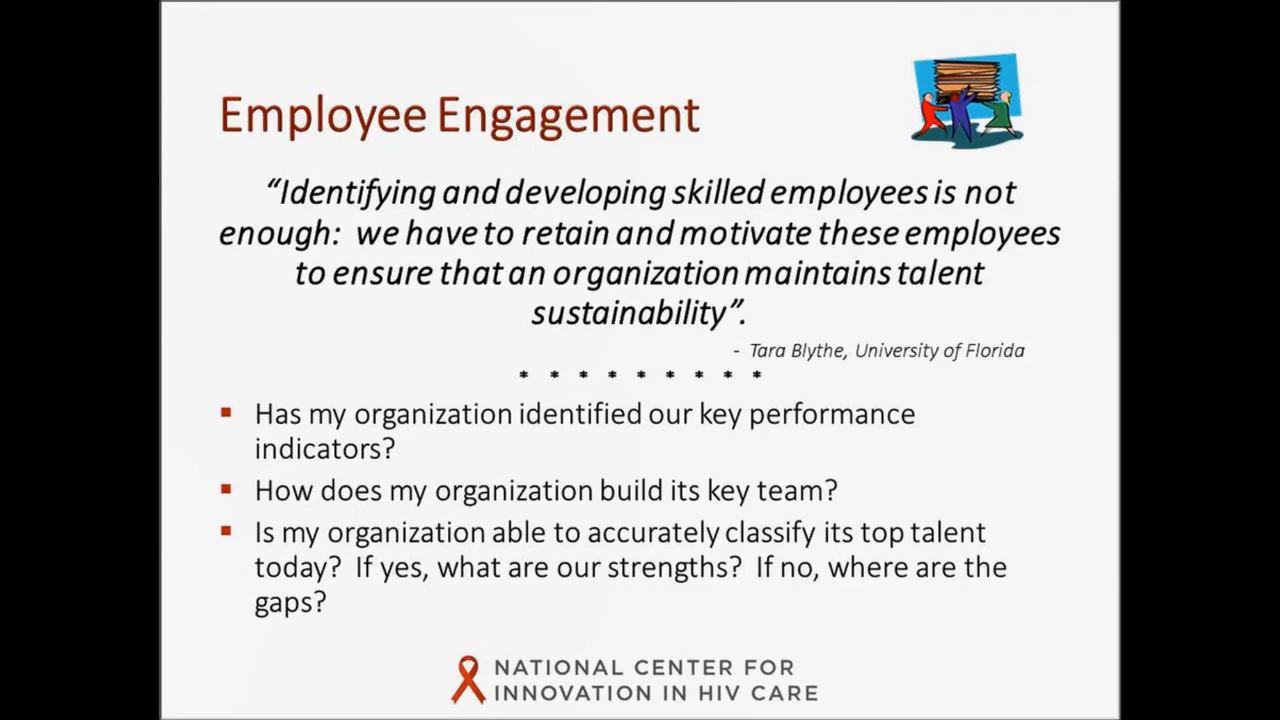 Employee Engagement
“Identifying and developing skilled employees is not
enough:  we have to retain and motivate these employees
to ensure that an organization maintains talent
sustainability”.
- Tara Blythe, University of Florida
* * * * * * * * *
▪ Has my organization identified our key performance
indicators?
▪ How does my organization build its key team?
▪ Is my organization able to accurately classify its top talent
today?  If yes, what are our strengths?  If no, where are the
gaps?
NATIONAL CENTER FOR
INNOVATION IN HIV CARE